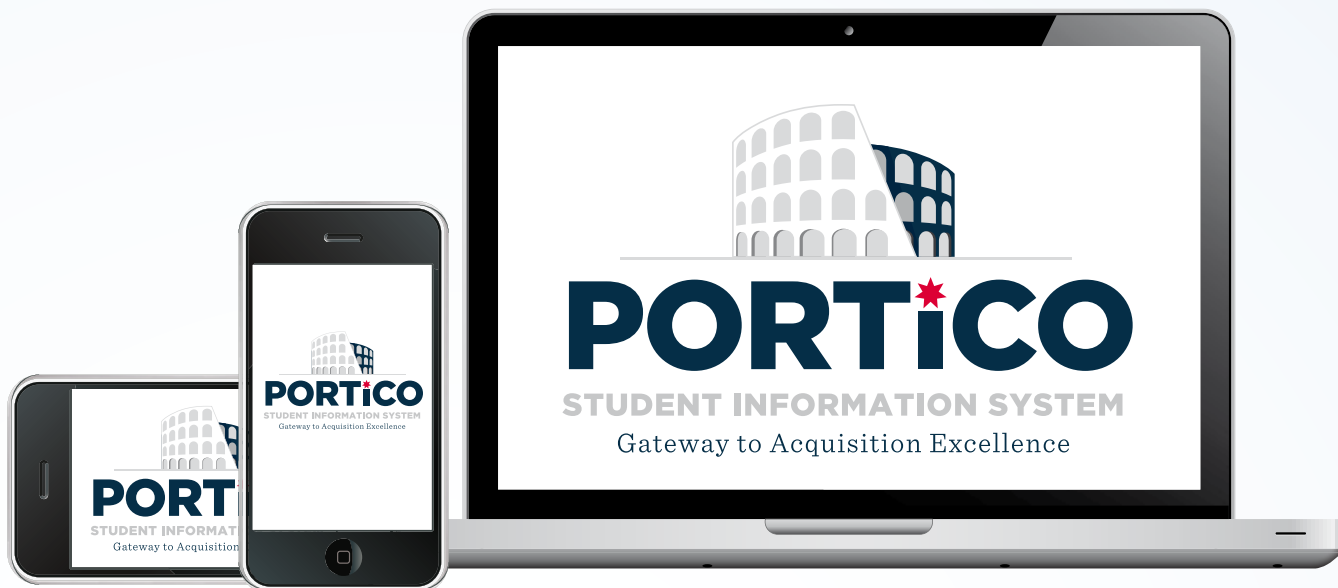 PORTiCO
STUDENT INFORMATION SYSTEM
Gateway to Acquisition Excellence
PORTiCO
STUDENT INFORMATION SYSTEM
Gateway to Acquisition Excellence
PORTi
STUDENT INFORMAT
Gateway to Acquisition